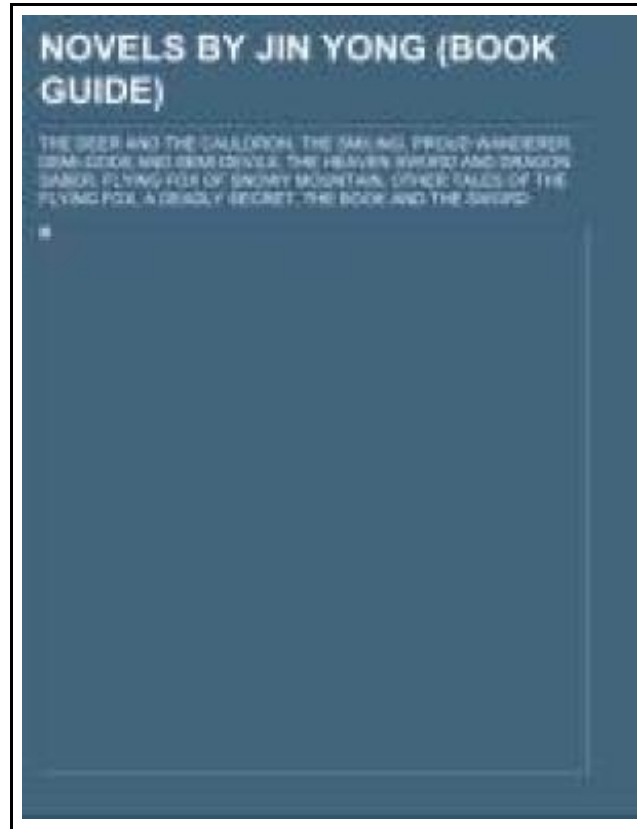 NOVELS BY JIN YONG (BOOK
GUIDE)
THE DEER AND THE CAULDRON, THE SMILING, PROUD WANDERER,
DEMI-GODS AND SEMI-DEVILS, THE HEAVEN SWORD AND DRAGON
SABER, FLYING FOX OF SNOWY MOUNTAIN, OTHER TALES OF THE
FLYING FOX, A DEADLY SECRET, THE BOOK AND THE SWORD